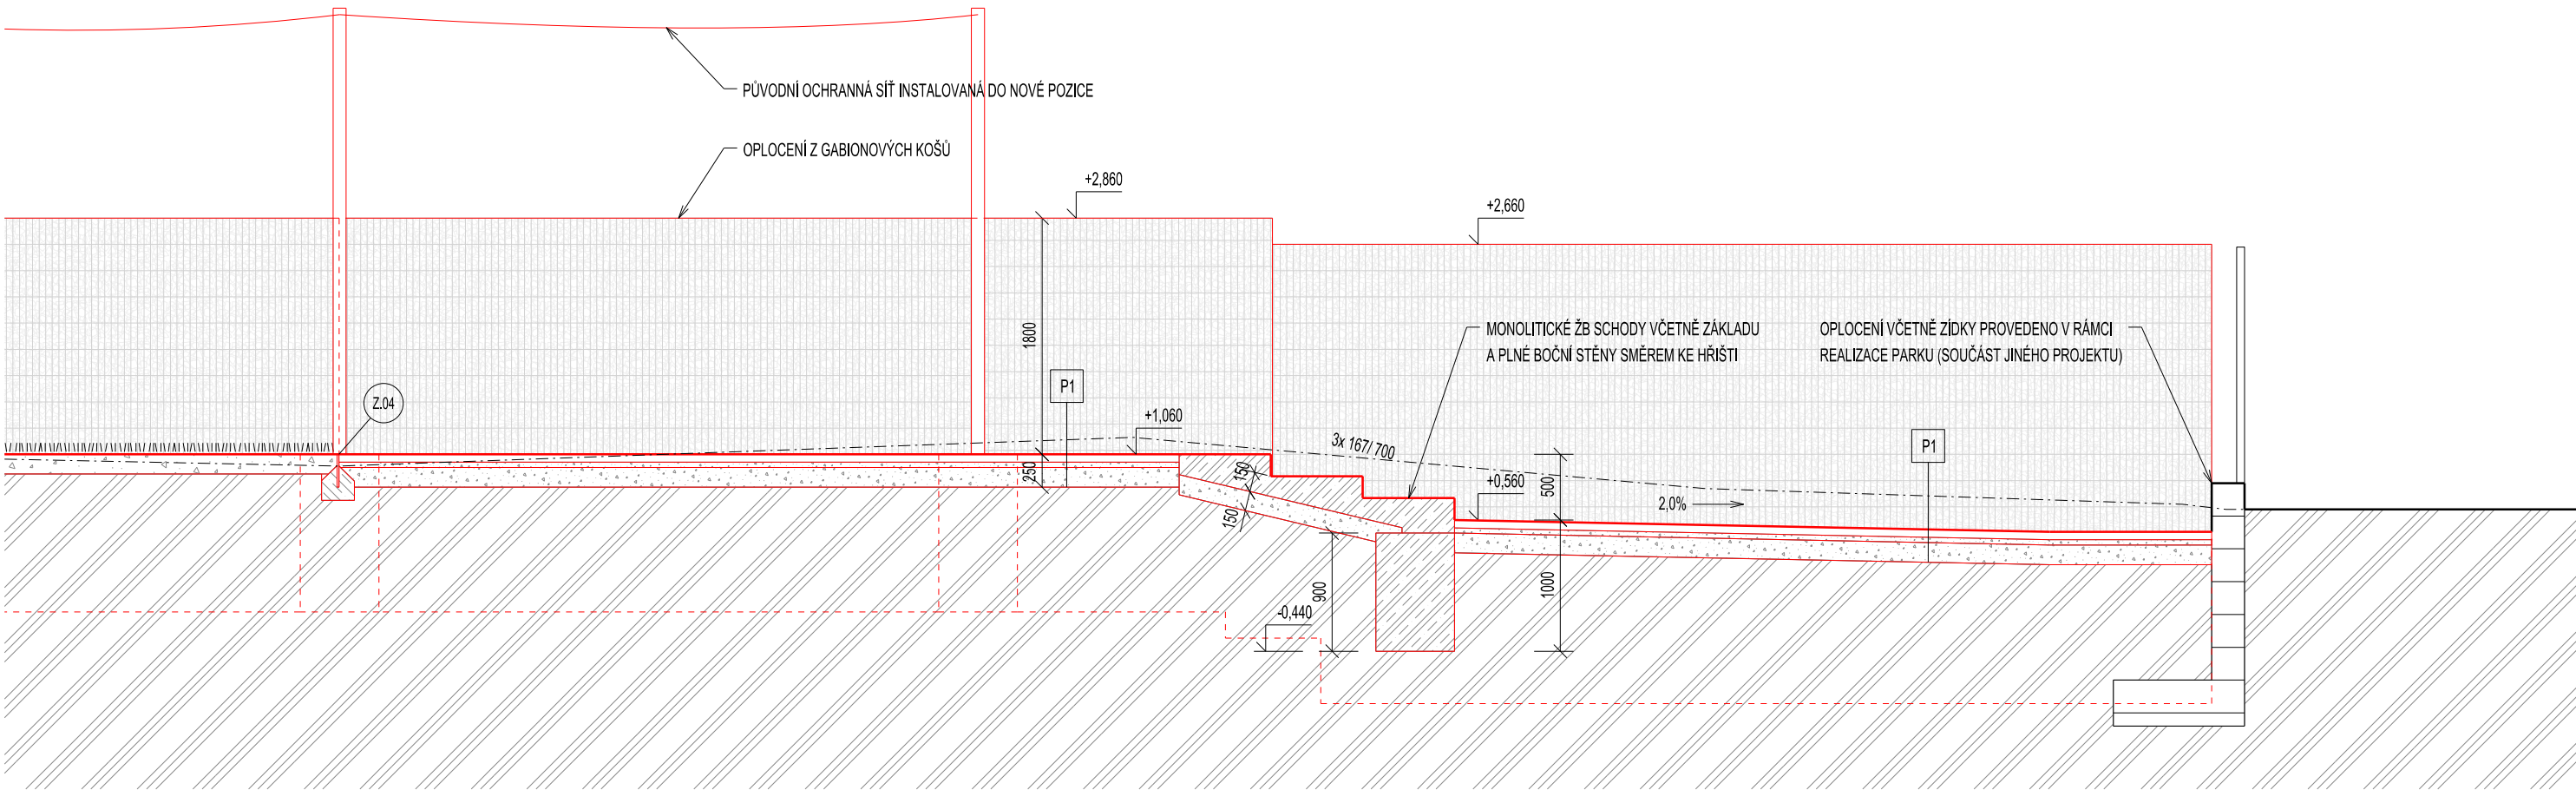 PŮVODNÍ OCHRANNÁ SÍŤ INSTALOVANÁ DO NOVÉ POZICE
OPLOCENÍ Z GABIONOVÝCH KOŠŮ
+2,860
+2,660
1800
MONOLITICKÉ ŽB SCHODY VČETNĚ ZÁKLADU
A PLNÉ BOČNÍ STĚNY SMĚREM KE HŘIŠTI
OPLOCENÍ VČETNĚ ZÍDKY PROVEDENO V RÁMCI
REALIZACE PARKU (SOUČÁST JINÉHO PROJEKTU)
P1
Z.04
+1,060
3x 167/ 700
P1
250
150
150
+0,560
500
2,0%
900
1000
-0,440